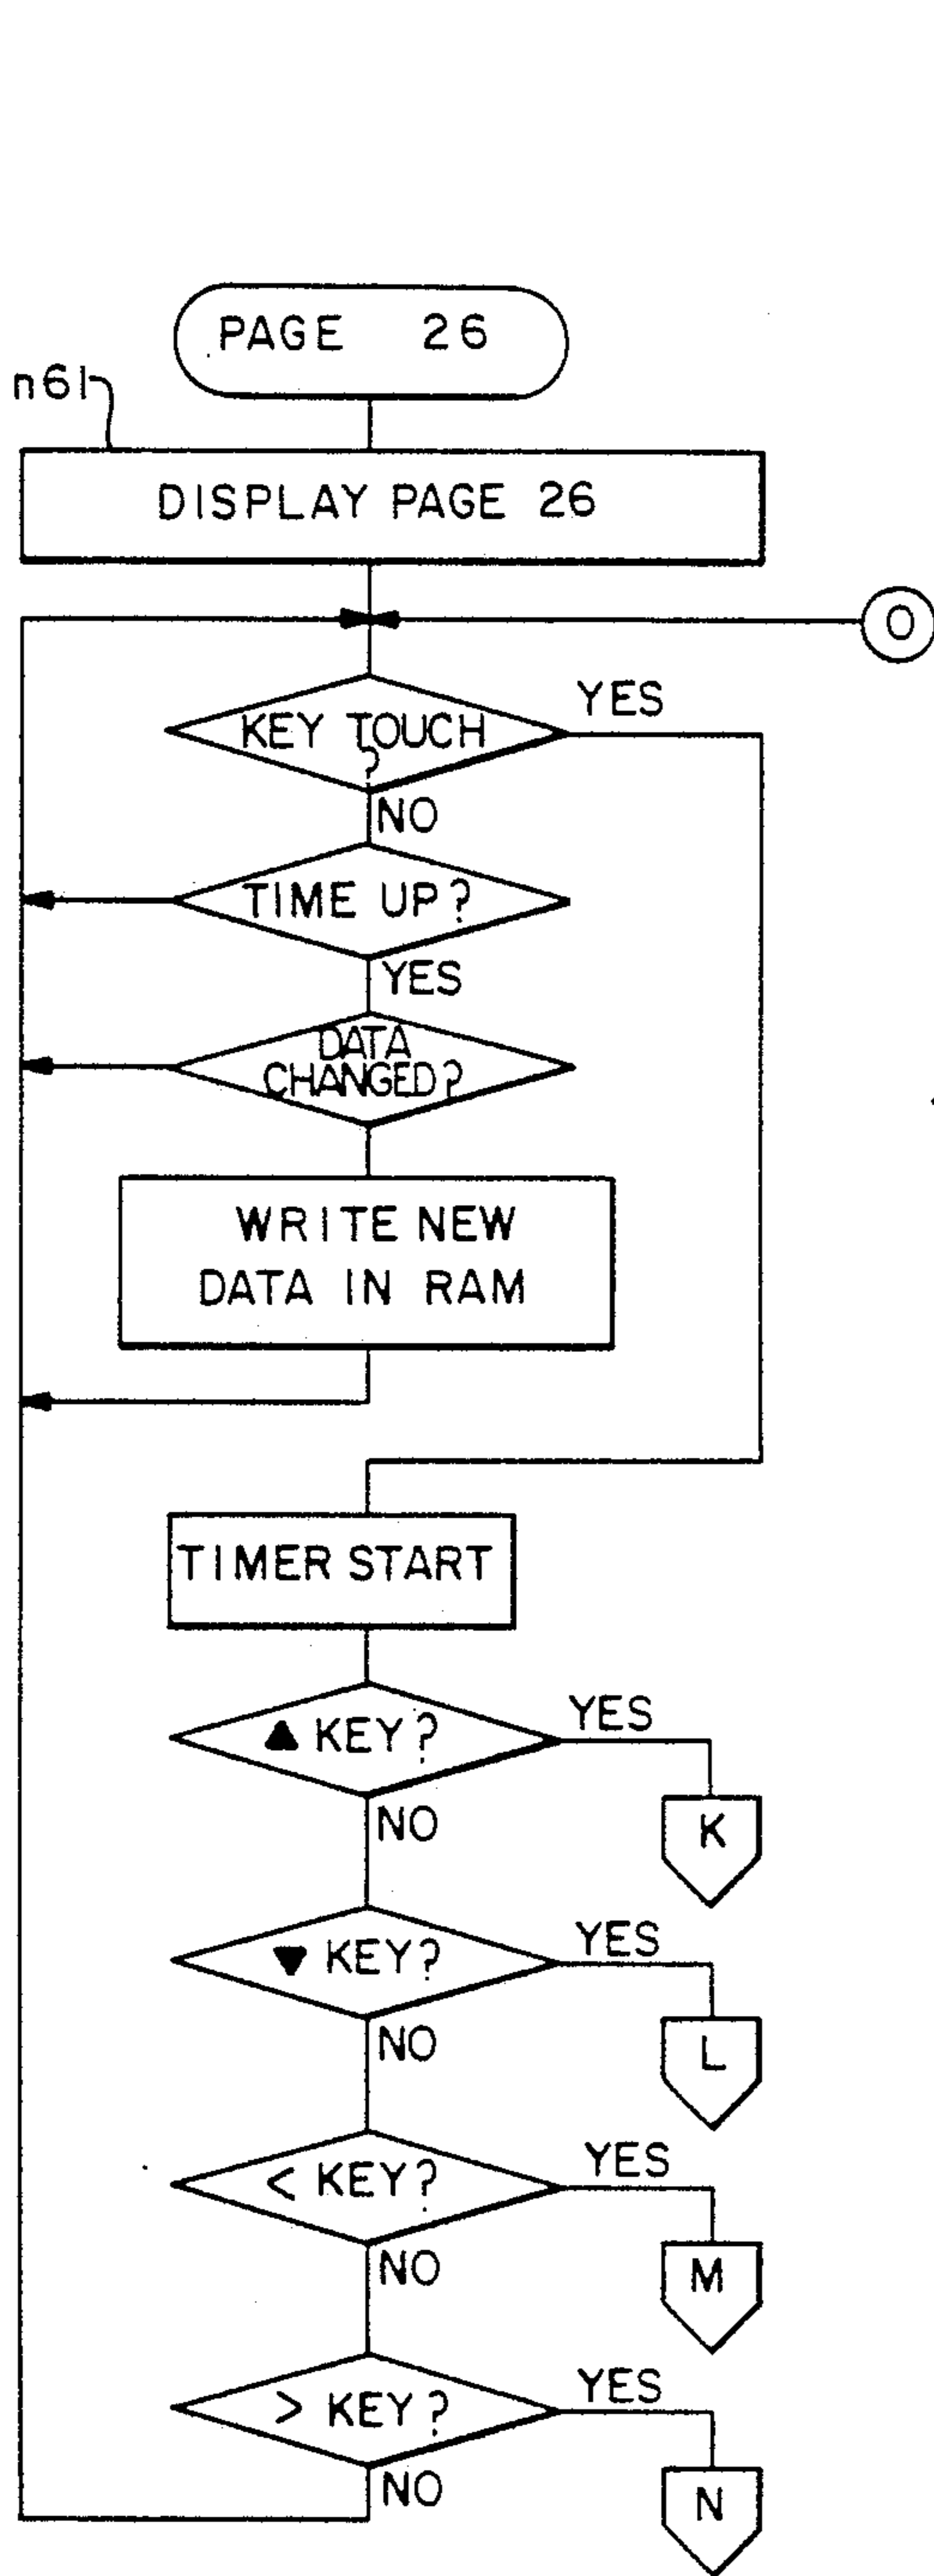 PAGE 26
n61
DISPLAY PAGE 26
O
KEY TOUCH
?
YES
NO
TIME UP?
YES
DATA
CHANGED?
WRITE NEW
DATA IN RAM
TIMER START
▲ KEY?
YES
K
NO
▼ KEY?
YES
L
NO
< KEY?
YES
M
NO
> KEY?
YES
N
NO